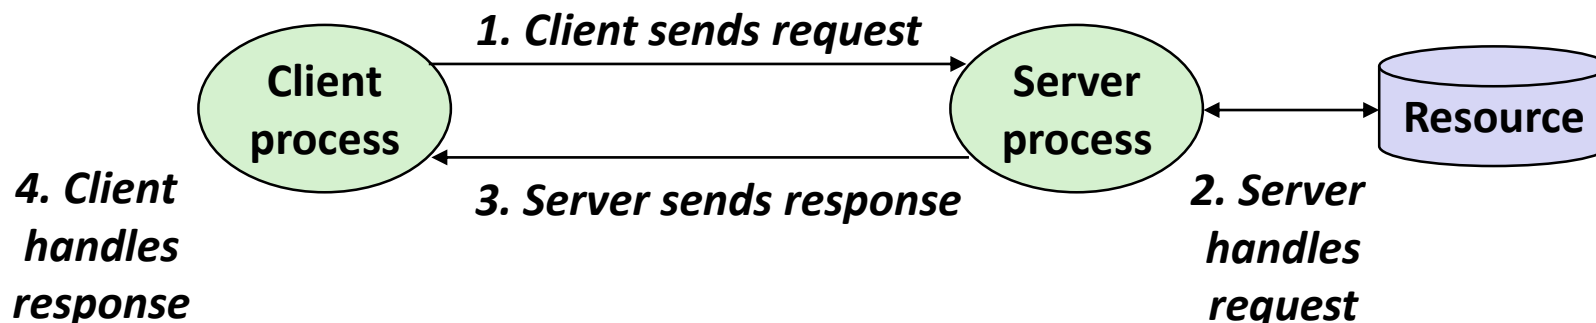 1. Client sends request
Client
process
Server
process
Resource
4. Client
handles
response
3. Server sends response
2. Server
handles
request